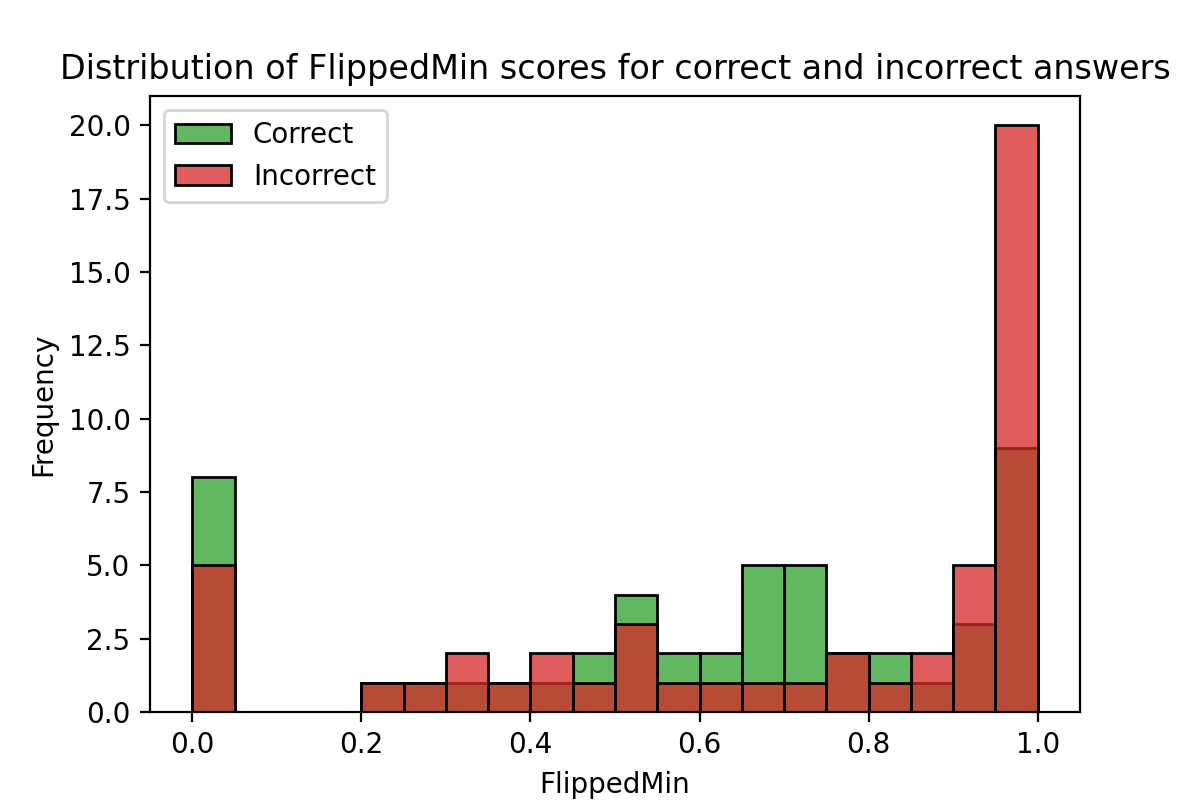 Distribution of FlippedMin scores for correct and incorrect answers
Correct
Incorrect
20.0
17.5
15.0
12.5
10.0
7.5
5.0
2.5
0.0
Frequency
0.0 0.2 0.4 0.6 0.8 1.0
FlippedMin